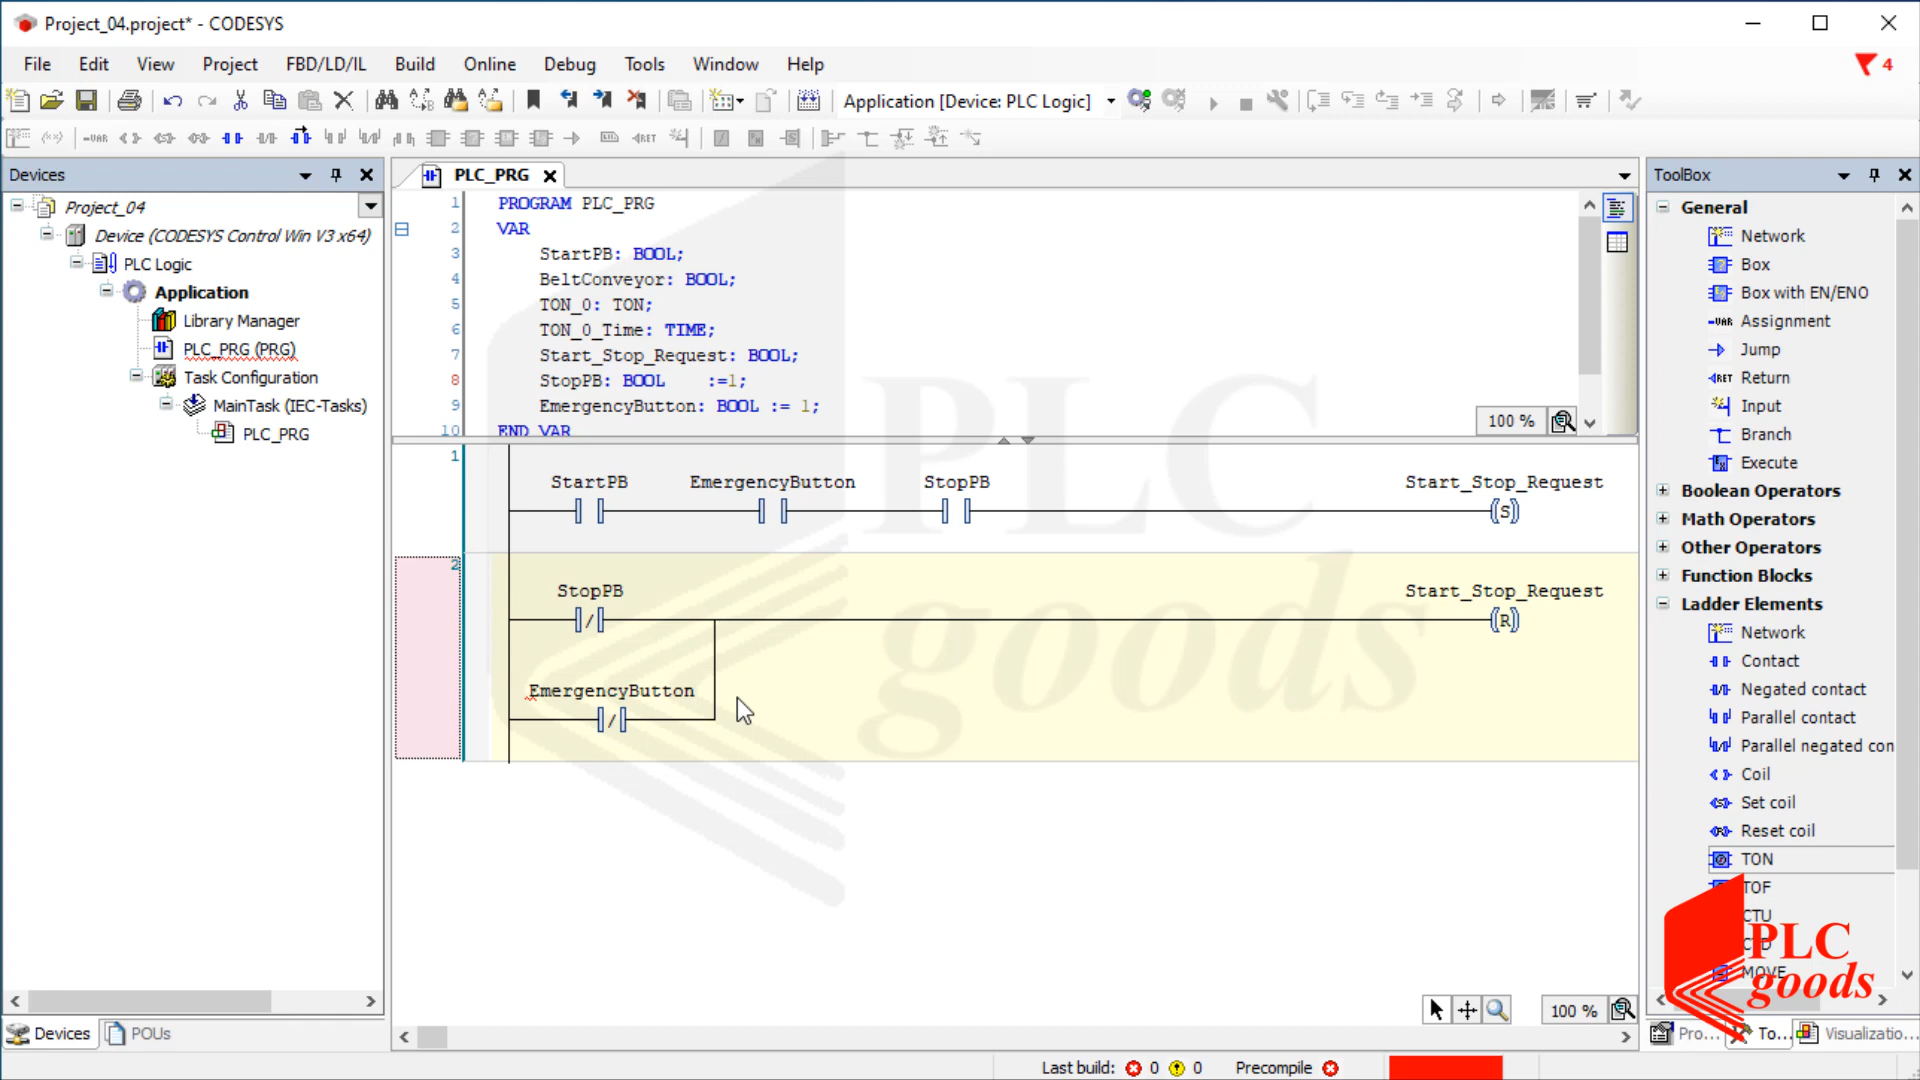 Project_04.project* - CODESYS
File Edit View Project FBD/LD/IL Build Online Debug Tools Window Help
4
Application [Device: PLC Logic]
Devices
Project_04
Device (CODESYS Control Win V3 x64)
PLC Logic
Application
Library Manager
PLC_PRG (PRG)
Task Configuration
MainTask (IEC-Tasks)
PLC_PRG
Devices POUs
PLC_PRG
1 PROGRAM PLC_PRG
2 VAR
3 StartPB: BOOL;
4 BeltConveyor: BOOL;
5 TON_0: TON;
6 TON_0_Time: TIME;
7 Start_Stop_Request: BOOL;
8 StopPB: BOOL :=1;
9 EmergencyButton: BOOL := 1;
10 END_VAR
100 %
1
StartPB EmergencyButton StopPB Start_Stop_Request
S
2
StopPB Start_Stop_Request
/ R
EmergencyButton
/
PLC
goods
100 %
ToolBox
General
Network
Box
Box with EN/ENO
Assignment
Jump
Return
Input
Branch
Execute
Boolean Operators
Math Operators
Other Operators
Function Blocks
Ladder Elements
Network
Contact
Negated contact
Parallel contact
Parallel negated con
Coil
Set coil
Reset coil
TON
TOF
CTU
CTD
MOVE
PLC
goods
Pro... To... Visualizatio...
Last build: 0 0 Precompile